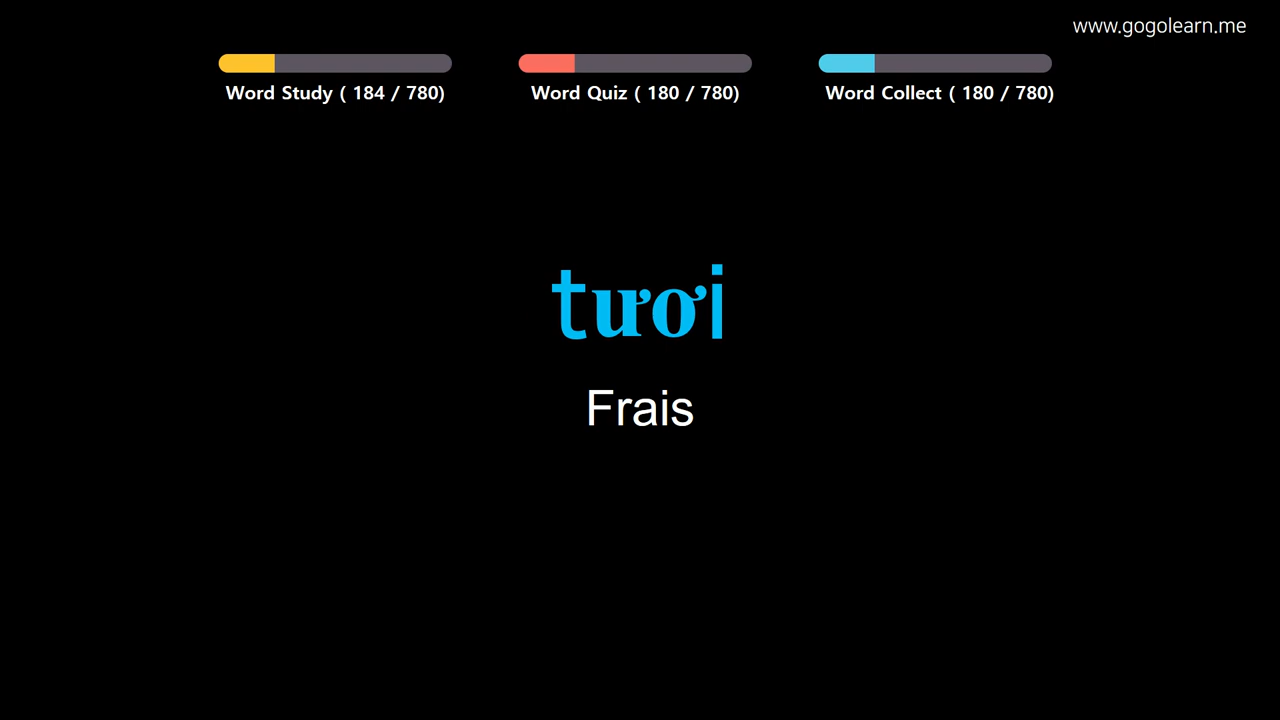 www.gogolearn.me
Word Study ( 184 / 780)
Word Quiz ( 180 / 780)
Word Collect ( 180 / 780)
tươi
Frais